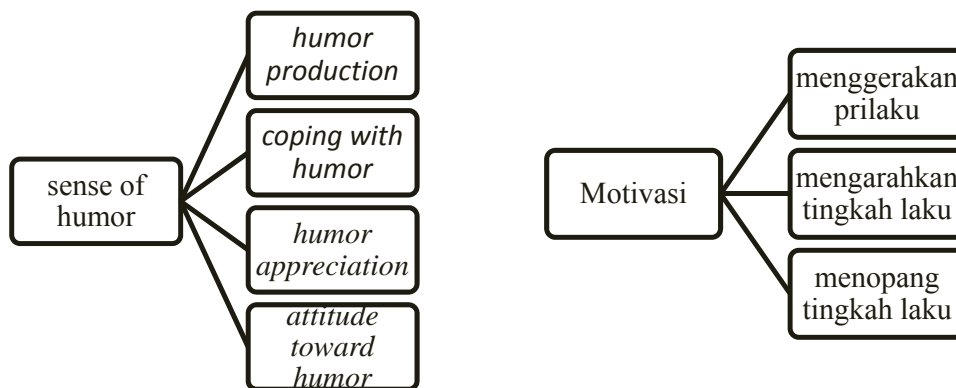 humor
production
coping with
humor
sense of
humor
humor
appreciation
attitude
toward
humor
menggerakan
prilaku
Motivasi
mengarahkan
tingkah laku
menopang
tingkah laku